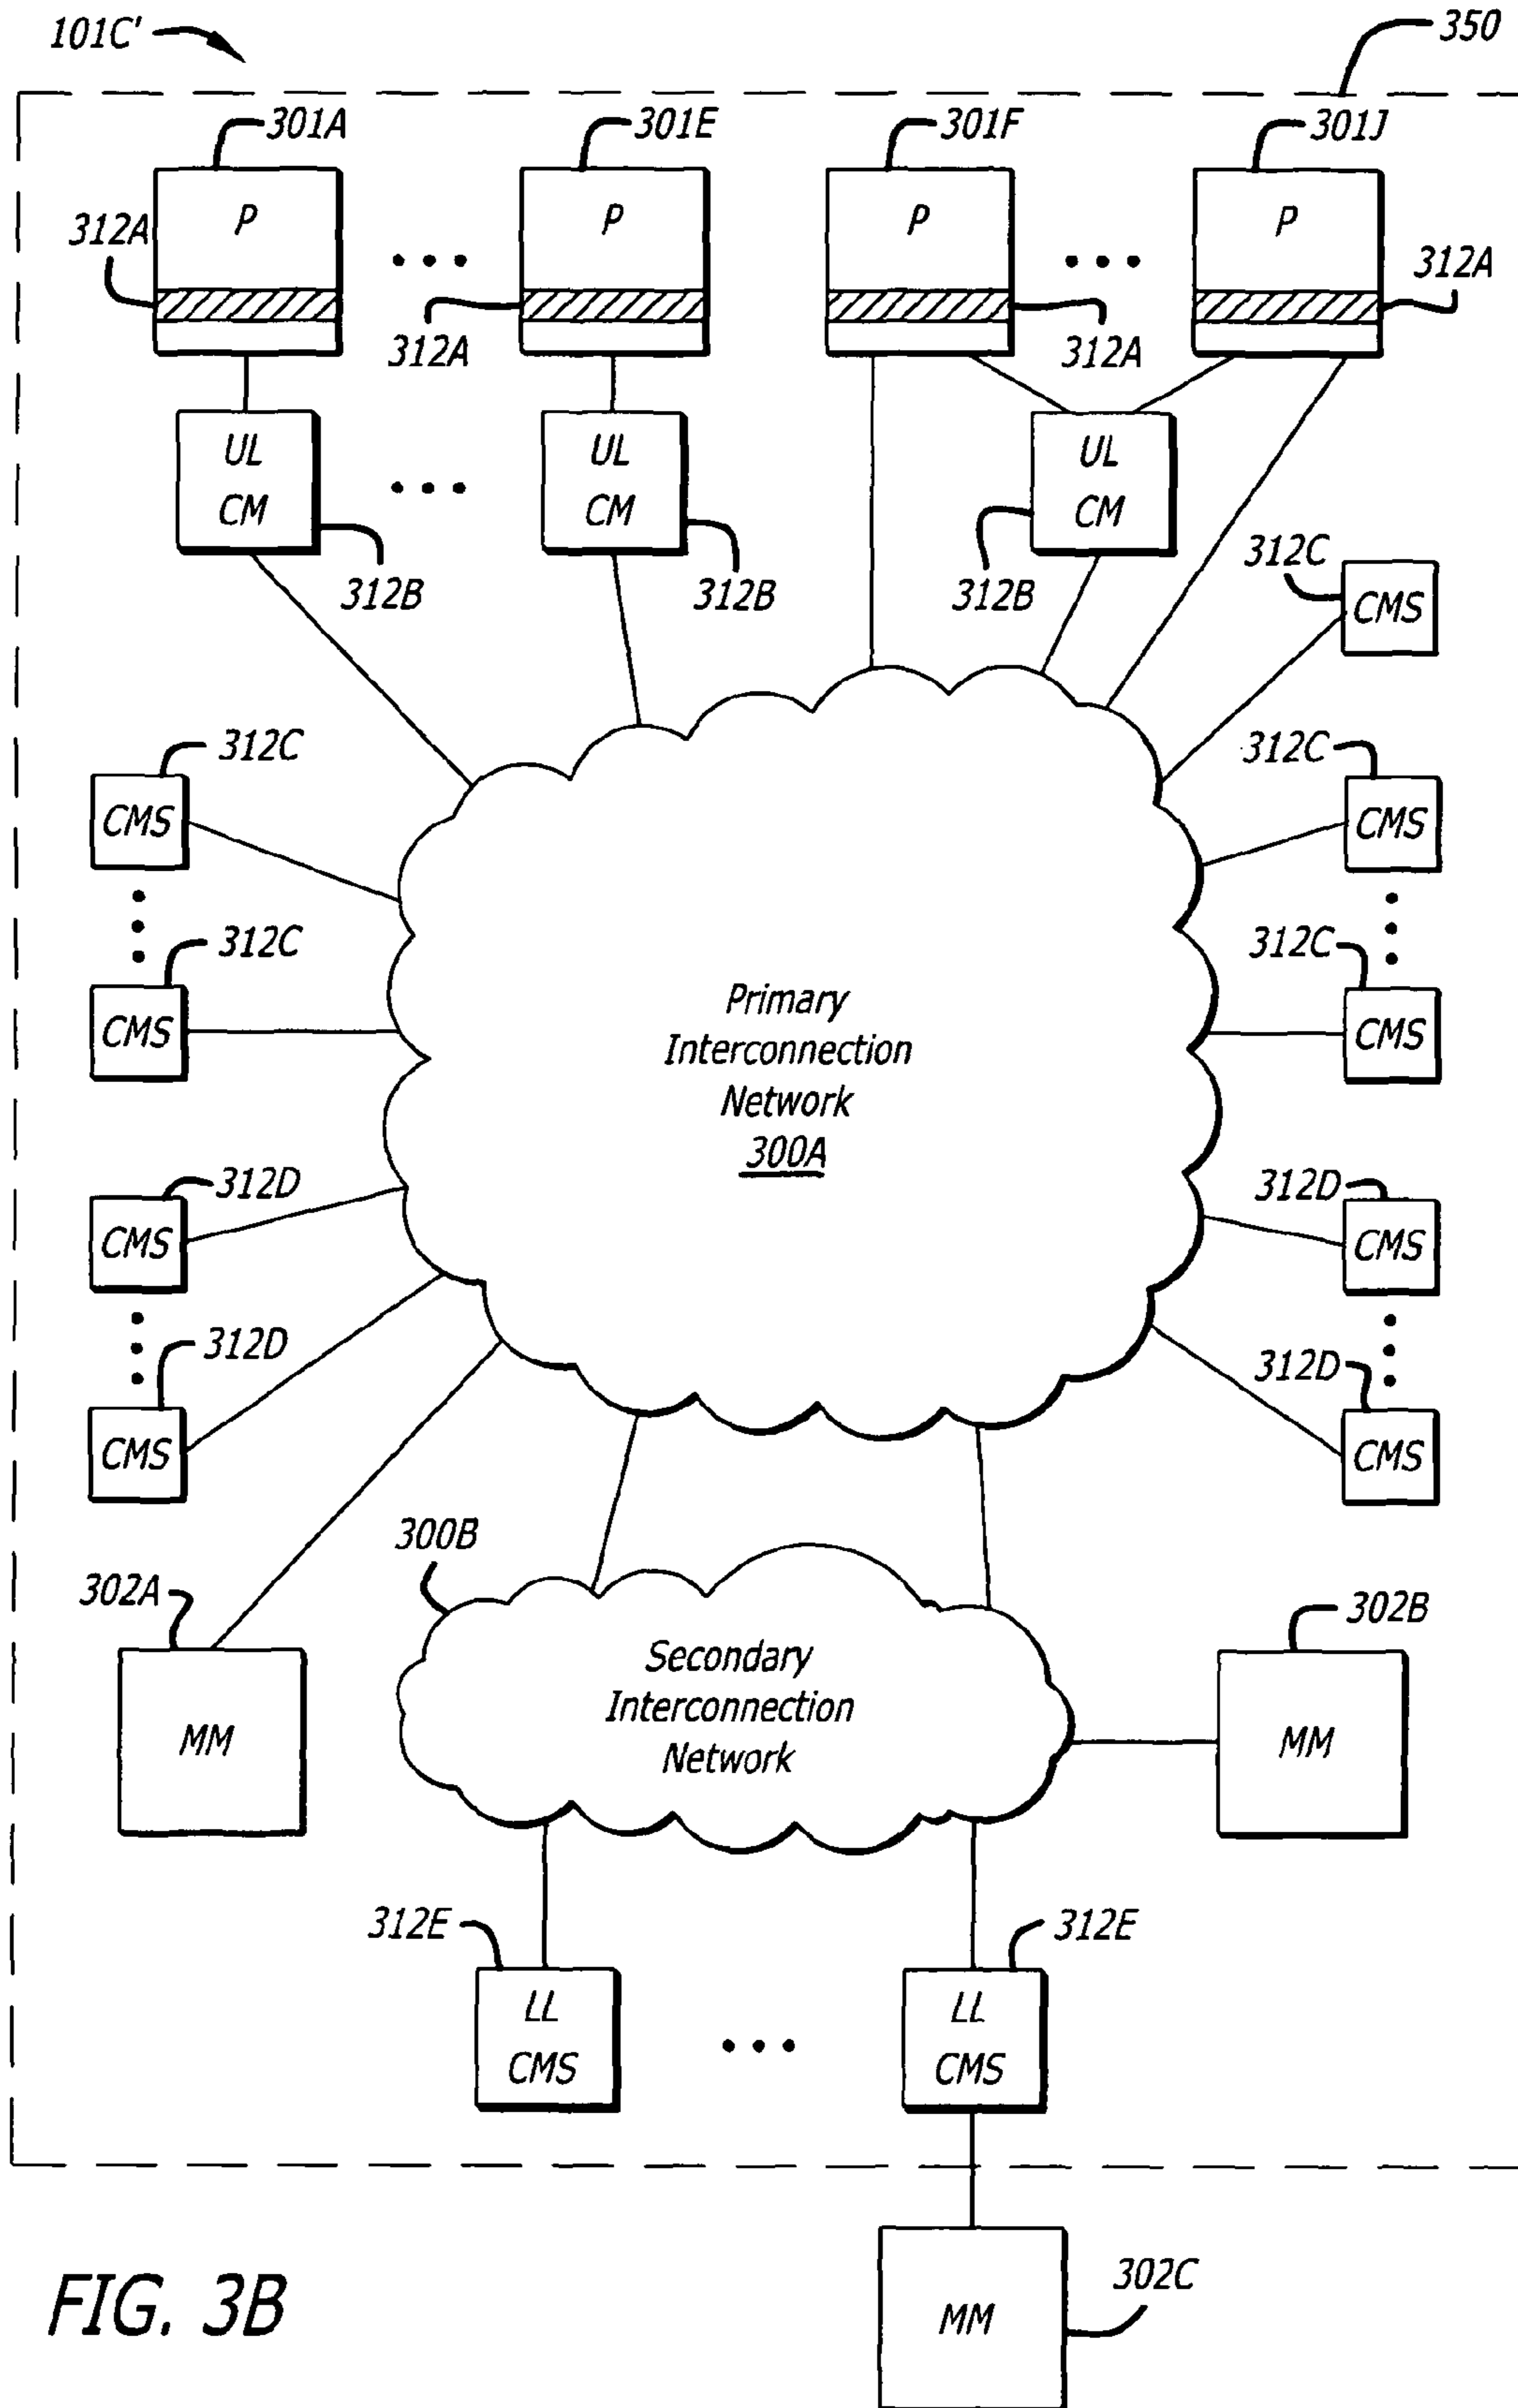 101C'
350
301A
301E
301F
301J
P
P
P
P
312A
312A
312A
312A
UL
CM
UL
CM
UL
CM
312B
312B
312B
312C
CMS
312C
CMS
312C
CMS
312C
CMS
312C
CMS
Primary
Interconnection
Network
300A
312D
CMS
312D
CMS
312D
CMS
312D
CMS
300B
302A
MM
Secondary
Interconnection
Network
302B
MM
312E
LL
CMS
312E
LL
CMS
302C
MM
FIG. 3B